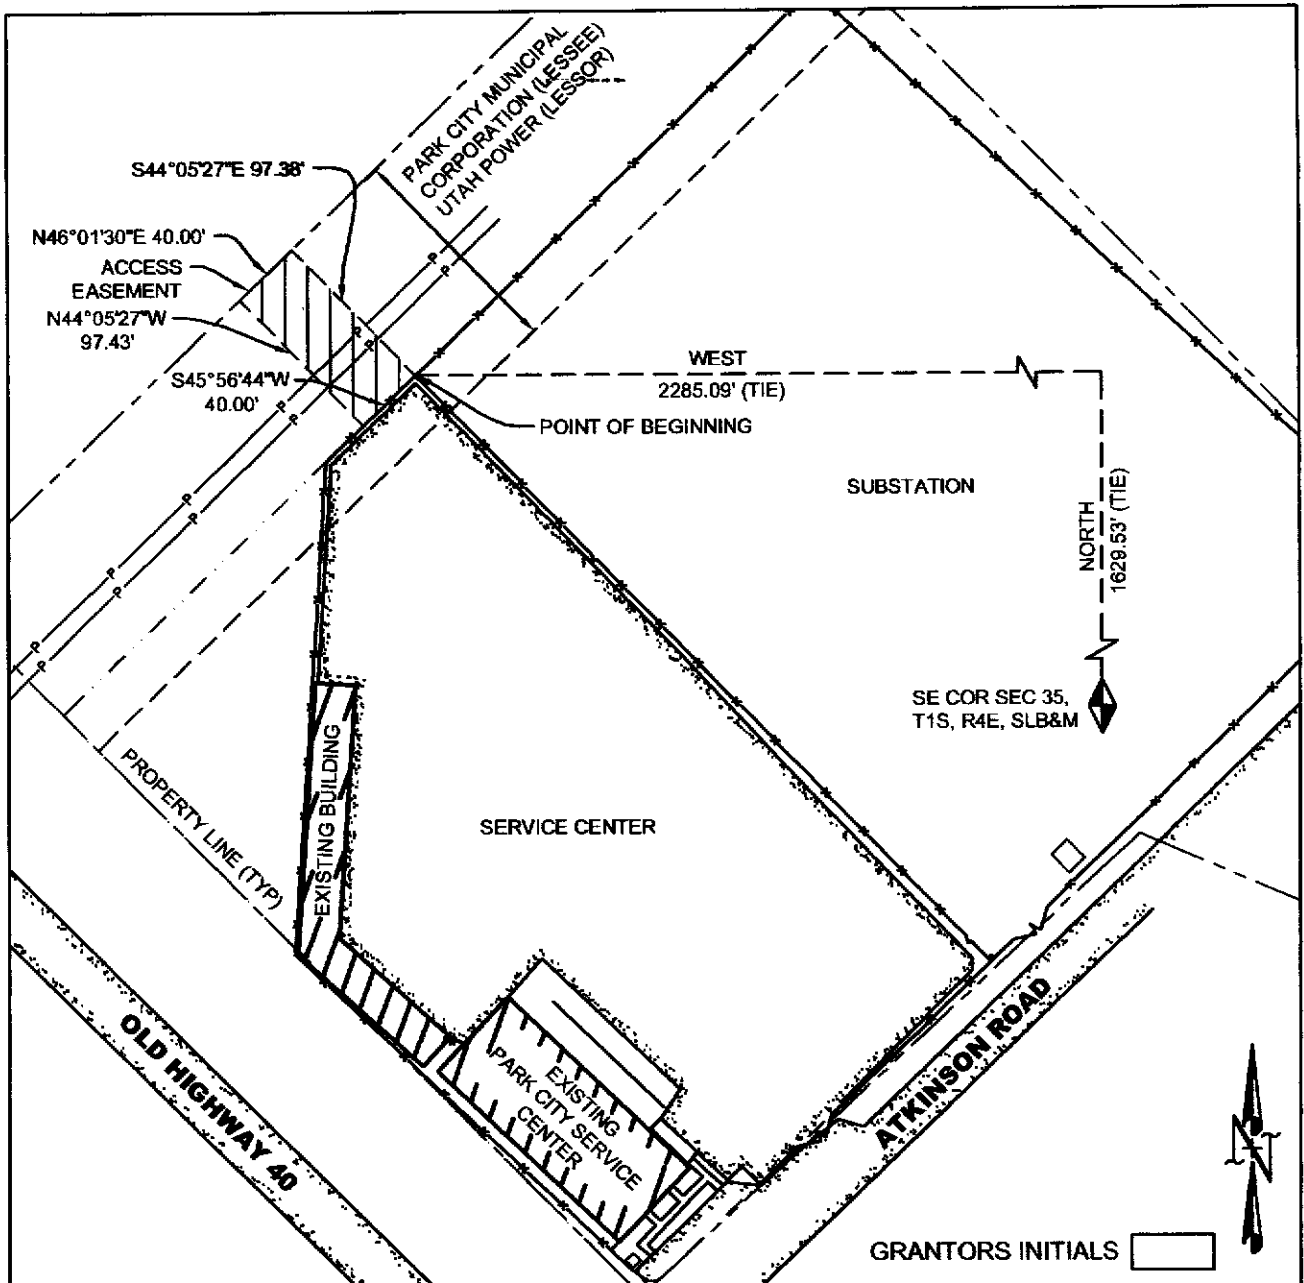 PARK CITY MUNICIPAL
CORPORATION (LESSEE)
UTAH POWER (LESSOR)
S44°05'27"E 97.38'
N46°01'30"E 40.00'
ACCESS
EASEMENT
N44°05'27"W
97.43'
S45°56'44"W
40.00'
WEST
2285.09' (TIE)
POINT OF BEGINNING
SUBSTATION
NORTH
1629.53' (TIE)
SE COR SEC 35,
T1S, R4E, SLB&M
PROPERTY LINE (TYP)
EXISTING BUILDING
SERVICE CENTER
EXISTING
PARK CITY SERVICE
CENTER
OLD HIGHWAY 40
ATKINSON ROAD
GRANTORS INITIALS
P
P
P
P
P
P
P
P
P
P
P
P
N